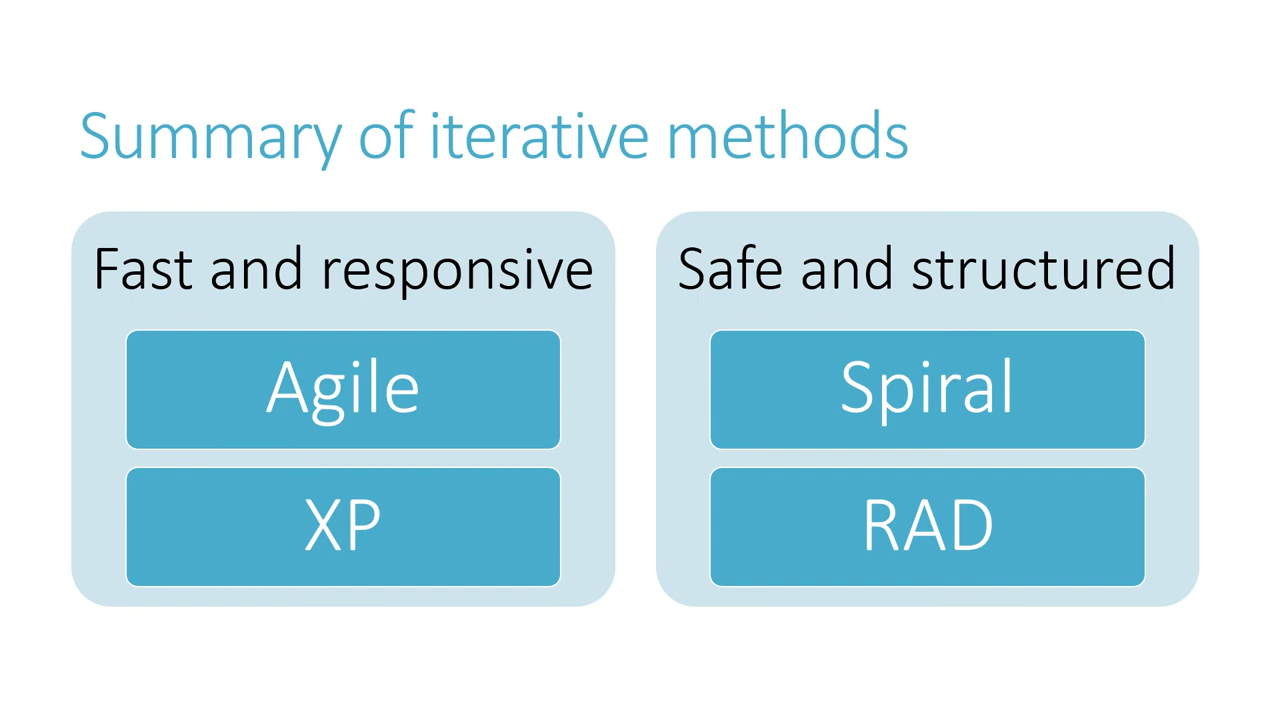 Summary of iterative methods
Fast and responsive
Agile
XP
Safe and structured
Spiral
RAD